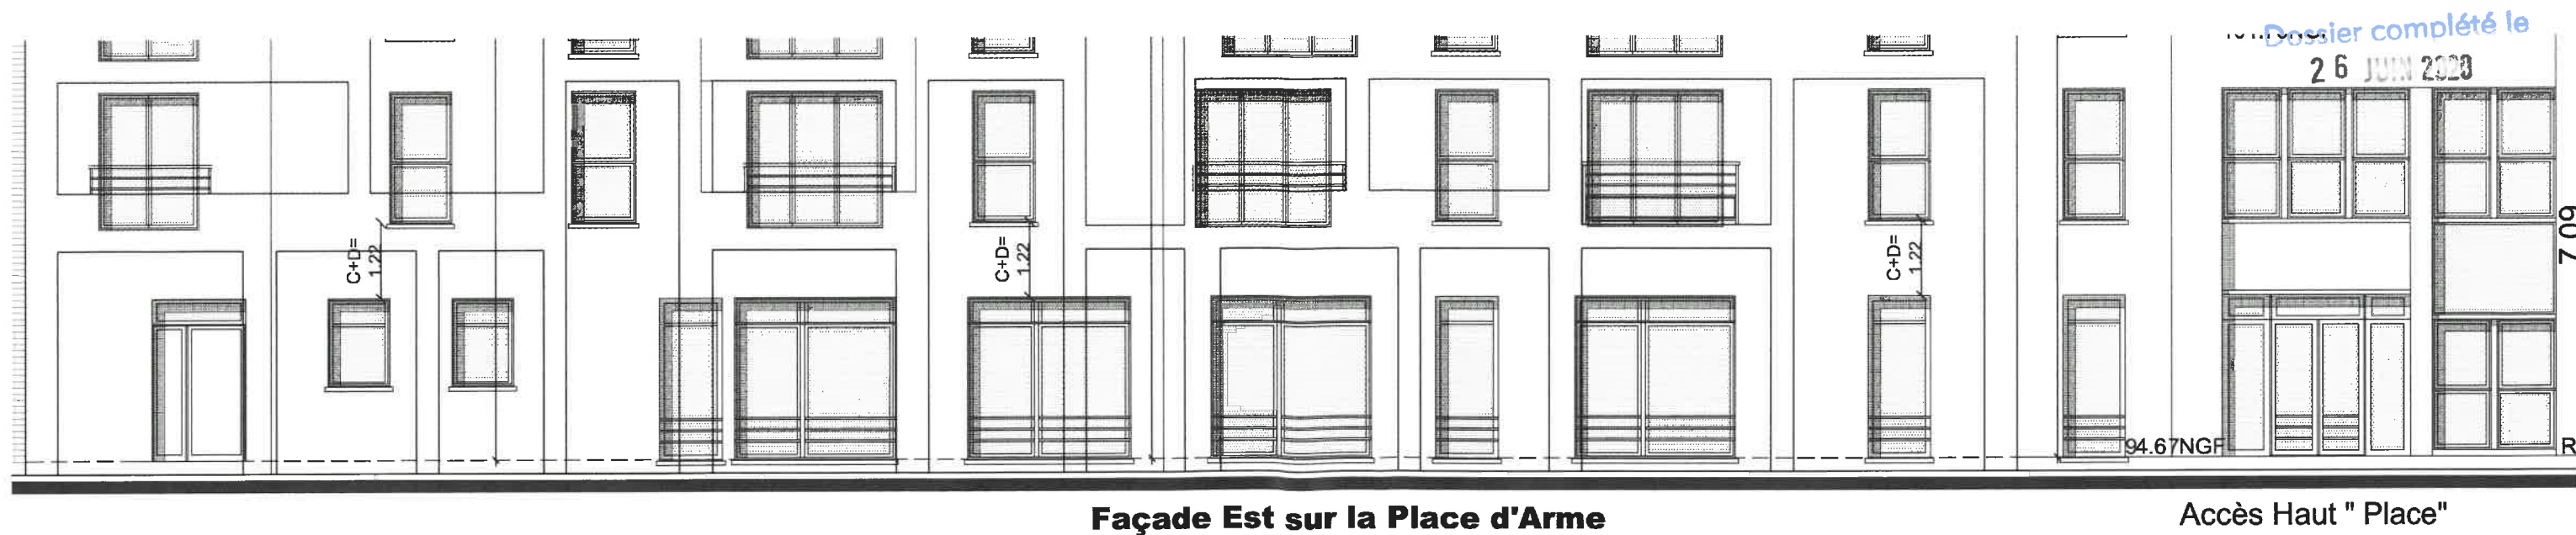 Dossier complété le
26 JUIN 2020
C+D=
1.22
C+D=
1.22
C+D=
1.22
7.09
94.67NGF
R
Façade Est sur la Place d'Arme
Accès Haut " Place"